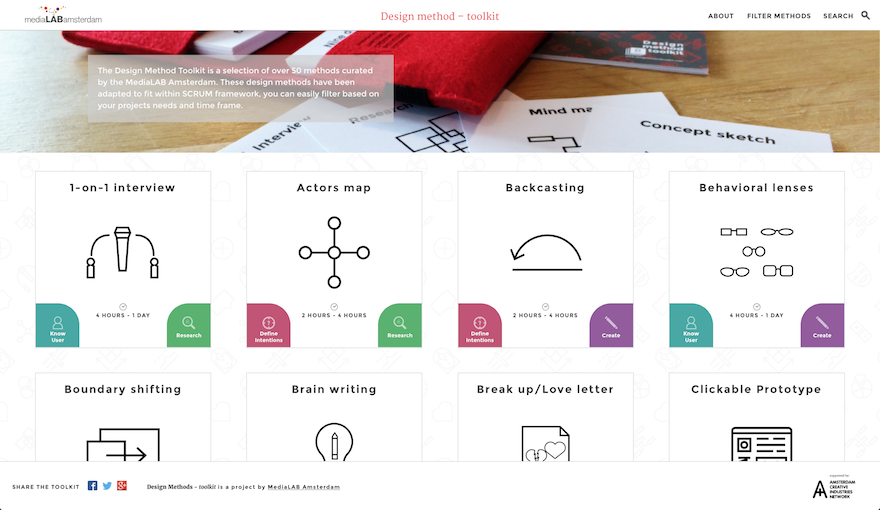 mediaLABamsterdam
Design method – toolkit
ABOUT
FILTER METHODS
SEARCH
The Design Method Toolkit is a selection of over 50 methods curated
by the MediaLAB Amsterdam. These design methods have been
adapted to fit within SCRUM framework, you can easily filter based on
your projects needs and time frame.
Design
method
toolkit
Interview
Research
Mind ma
Concept sketch
1-on-1 interview
Actors map
Backcasting
Behavioral lenses
4 HOURS - 1 DAY
2 HOURS - 4 HOURS
2 HOURS - 4 HOURS
4 HOURS - 1 DAY
Know
User
Research
Define
Intentions
Research
Define
Intentions
Create
Know
User
Create
Boundary shifting
Brain writing
Break up/Love letter
Clickable Prototype
SHARE THE TOOLKIT
Design Methods - toolkit is a project by MediaLAB Amsterdam
supported by
AMSTERDAM
CREATIVE
INDUSTRIES
NETWORK